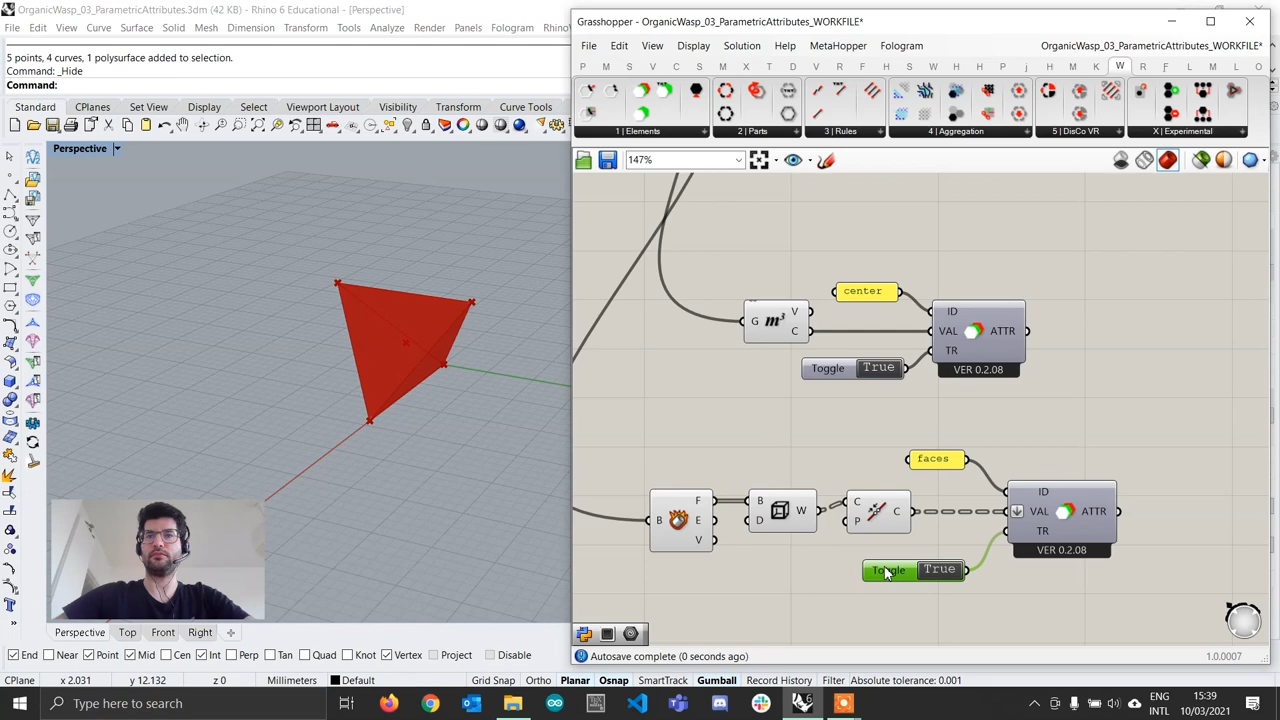 OrganicWasp_03_ParametricAttributes.3dm (42 KB) - Rhino 6 Educational
File Edit View Curve Surface Solid Mesh Dimension Transform Tools Analyze Render Panels Fologram
5 points, 4 curves, 1 polysurface added to selection.
Command: _Hide
Command:
Standard CPlanes Set View Display Select Viewport Layout Visibility Transform Curve Tools
Perspective
Grasshopper - OrganicWasp_03_ParametricAttributes_WORKFILE*
File Edit View Display Solution Help MetaHopper Fologram
OrganicWasp_03_ParametricAttributes_WORKFILE*
P M S V C X D A V R F H S W H H P j H M K W R F H L O
1 | Elements 2 | Parts 3 | Rules 4 | Aggregation 5 | DisCo VR X | Experimental
147%
center
G m³ V C
ID
VAL ATTR
TR
Toggle True
VER 0.2.08
faces
B F E V
B D W
C P C
ID
VAL ATTR
TR
Toggle True
VER 0.2.08
Autosave complete (0 seconds ago)
1.0.0007
Perspective Top Front Right
End Near Point Mid Cen Int Perp Tan Quad Knot Vertex Project Disable
CPlane x 2.031 y 12.132 z 0 Millimeters Default Grid Snap Ortho Planar Osnap SmartTrack Gumball Record History Filter Absolute tolerance: 0.001
Type here to search
ENG
INTL
15:39
10/03/2021